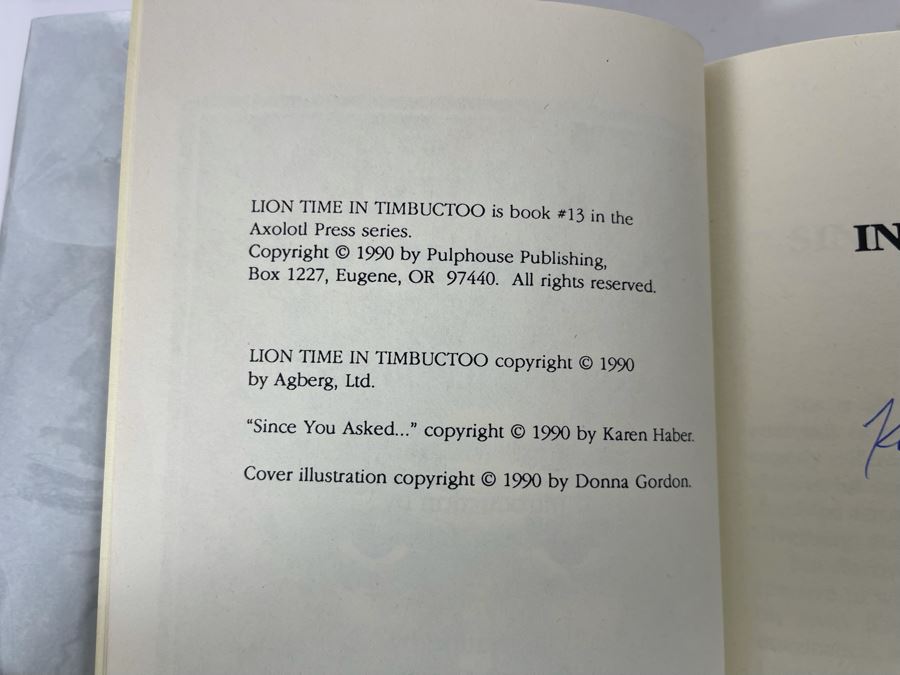 LION TIME IN TIMBUCTOO is book #13 in the
Axolotl Press series.
Copyright © 1990 by Pulphouse Publishing,
Box 1227, Eugene, OR 97440. All rights reserved.
LION TIME IN TIMBUCTOO copyright © 1990
by Agberg, Ltd.
“Since You Asked...” copyright © 1990 by Karen Haber.
Cover illustration copyright © 1990 by Donna Gordon.
IN